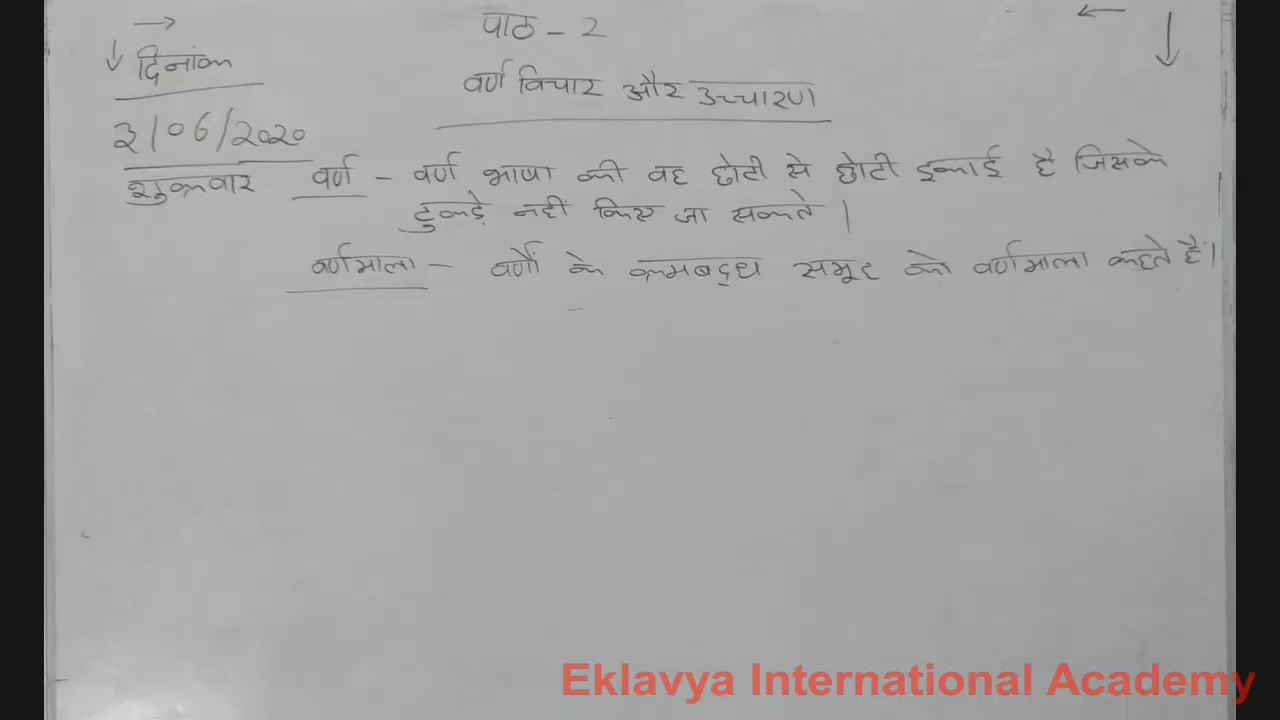 पाठ - 2
दिनांक
वर्ण विचार और उच्चारण
3/06/2020
शुक्रवार
वर्ण - वर्ण भाषा की वह छोटी से छोटी इकाई है जिसके
टुकड़े नहीं किए जा सकते।
वर्णमाला - वर्णों के क्रमबद्ध समूह को वर्णमाला कहते हैं।
Eklavya International Academy